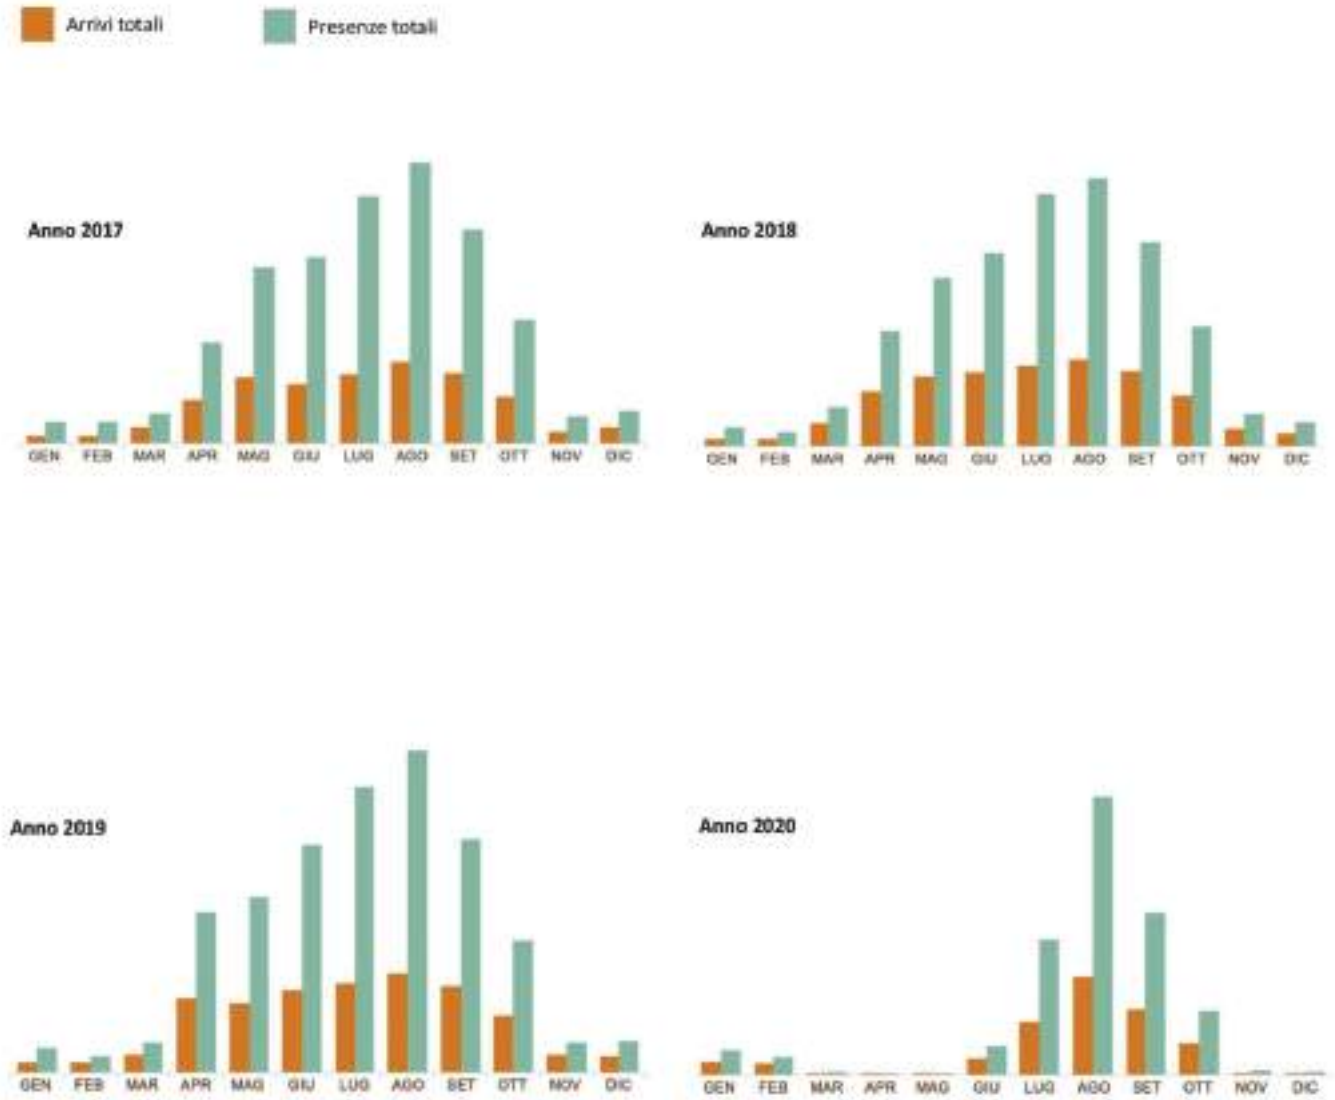 Arrivi totali
Presenze totali
Anno 2017
GEN FEB MAR APR MAG GIU LUG AGO SET OTT NOV DIC
Anno 2018
GEN FEB MAR APR MAG GIU LUG AGO SET OTT NOV DIC
Anno 2019
GEN FEB MAR APR MAG GIU LUG AGO SET OTT NOV DIC
Anno 2020
GEN FEB MAR APR MAG GIU LUG AGO SET OTT NOV DIC